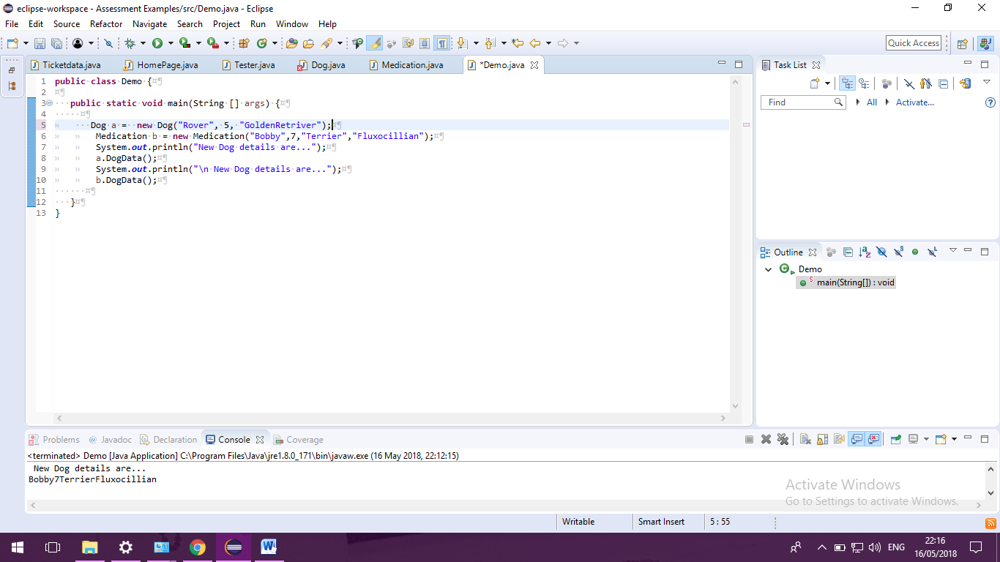 eclipse-workspace - Assessment Examples/src/Demo.java - Eclipse
File Edit Source Refactor Navigate Search Project Run Window Help
Quick Access
Ticketdata.java HomePage.java Tester.java Dog.java Medication.java *Demo.java
1 public class Demo {
2
3 public static void main(String [] args) {
4
5 Dog a = new Dog("Rover", 5, "GoldenRetriver");
6 Medication b = new Medication("Bobby",7,"Terrier","Fluxocillian");
7 System.out.println("New Dog details are...");
8 a.DogData();
9 System.out.println("\n New Dog details are...");
10 b.DogData();
11
12 }
13 }
Task List
Find All Activate...
Outline
Demo
main(String[]) : void
Problems @ Javadoc Declaration Console Coverage
<terminated> Demo [Java Application] C:\Program Files\Java\jre1.8.0_171\bin\javaw.exe (16 May 2018, 22:12:15)
New Dog details are...
Bobby7TerrierFluxocillian
Activate Windows
Go to Settings to activate Windows.
Writable Smart Insert 5 : 55
ENG
22:16
16/05/2018